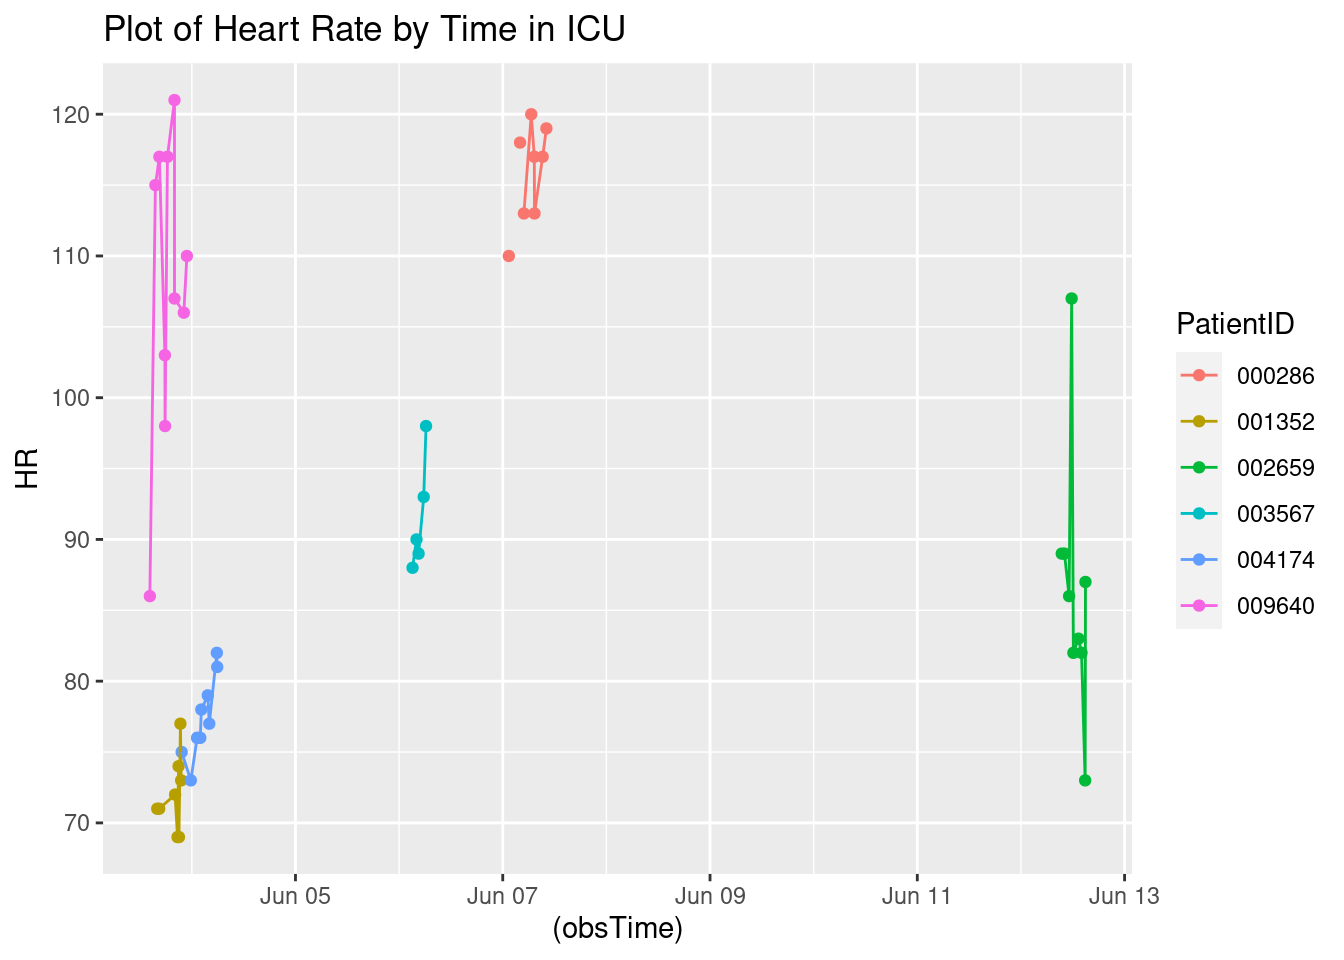 Plot of Heart Rate by Time in ICU
120
110
100
90
80
70
HR
Jun 05
Jun 07
Jun 09
Jun 11
Jun 13
(obsTime)
PatientID
000286
001352
002659
003567
004174
009640